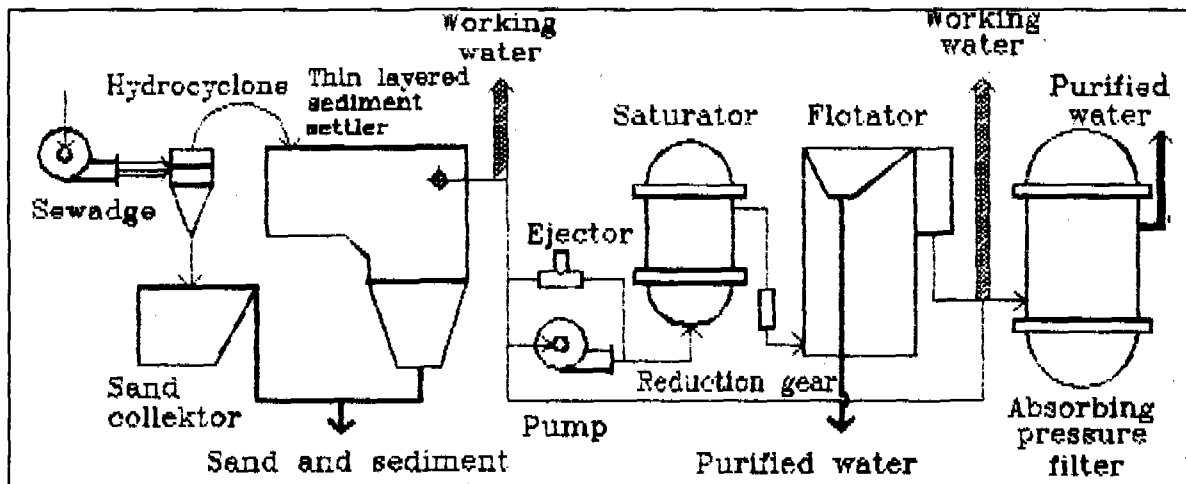 Working
water
Working
water
Hydrocyclone
Thin layered
sediment
settler
Purified
water
Saturator
Flotator
Sewadge
Ejector
Sand
collektor
Reduction gear
Pump
Absorbing
pressure
filter
Sand and sediment
Purified water